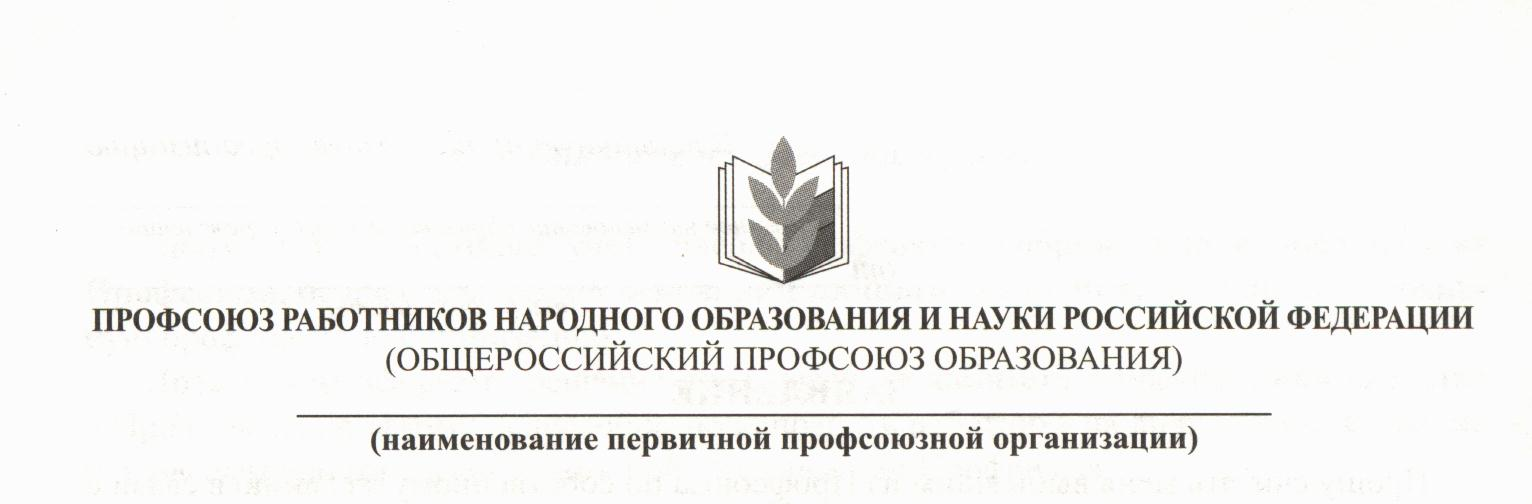 ПРОФСОЮЗ РАБОТНИКОВ НАРОДНОГО ОБРАЗОВАНИЯ И НАУКИ РОССИЙСКОЙ ФЕДЕРАЦИИ
(ОБЩЕРОССИЙСКИЙ ПРОФСОЮЗ ОБРАЗОВАНИЯ)
(наименование первичной профсоюзной организации)